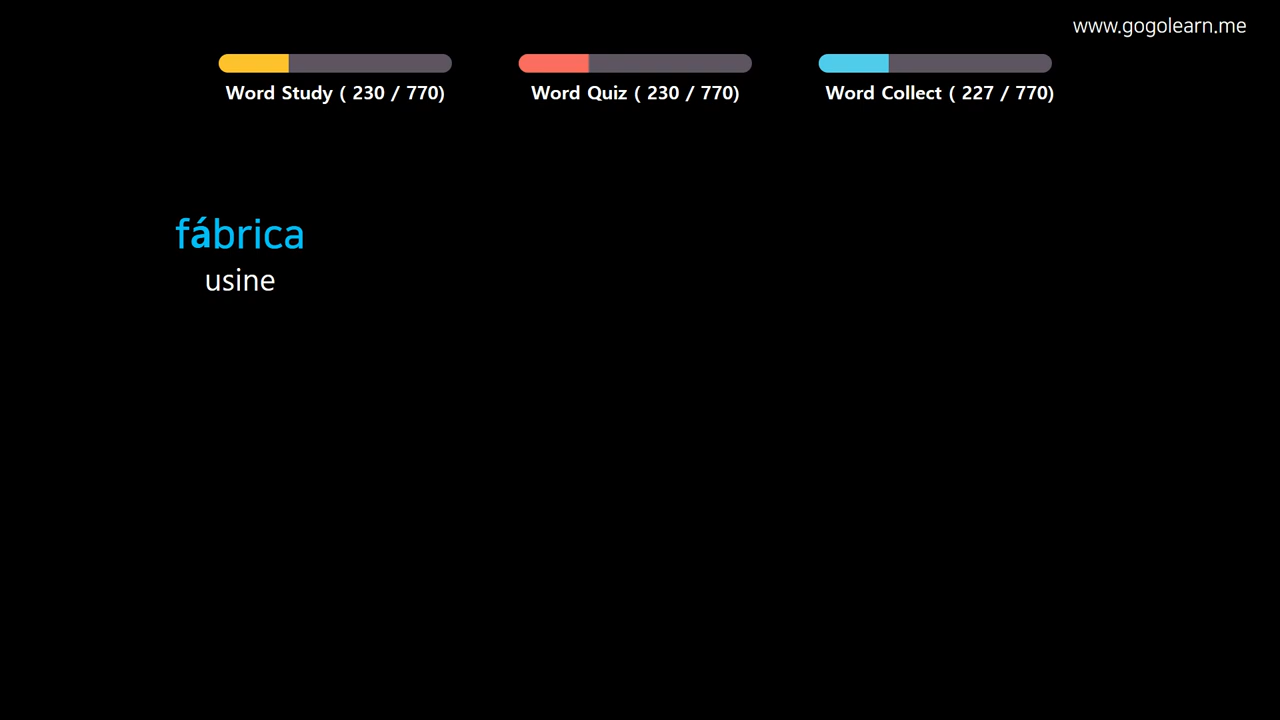 www.gogolearn.me
Word Study ( 230 / 770)
Word Quiz ( 230 / 770)
Word Collect ( 227 / 770)
fábrica
usine